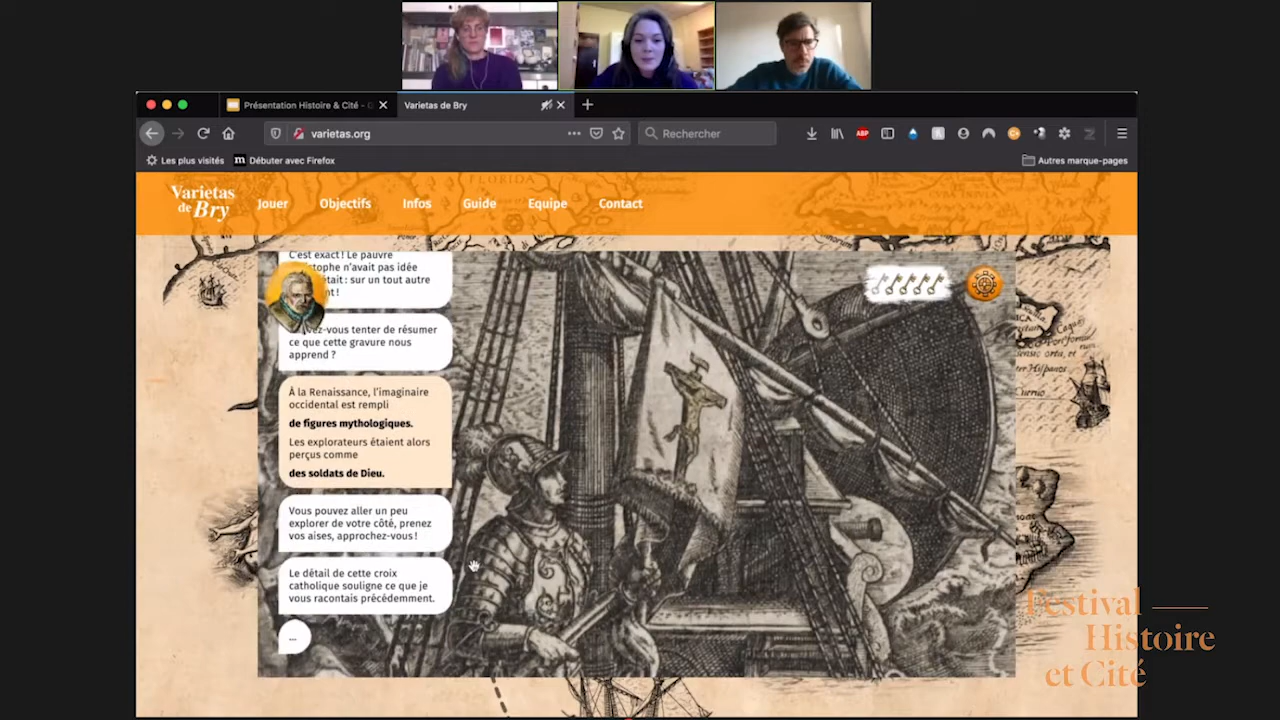 Présentation Histoire & Cité - G
Varietas de Bry
varietas.org
Rechercher
ABP
Les plus visités
m Débuter avec Firefox
Autres marque-pages
FLORIDA
Varietas
de Bry
Jouer
Objectifs
Infos
Guide
Equipe
Contact
C'est exact ! Le pauvre
stophe n'avait pas idée
était : sur un tout autre
nt !
vez-vous tenter de résumer
ce que cette gravure nous
apprend ?
À la Renaissance, l'imaginaire
occidental est rempli
de figures mythologiques.
Les explorateurs étaient alors
perçus comme
des soldats de Dieu.
Vous pouvez aller un peu
explorer de votre côté, prenez
vos aises, approchez-vous !
Le détail de cette croix
catholique souligne ce que je
vous racontais précédemment.
...
Festival
Histoire
et Cité